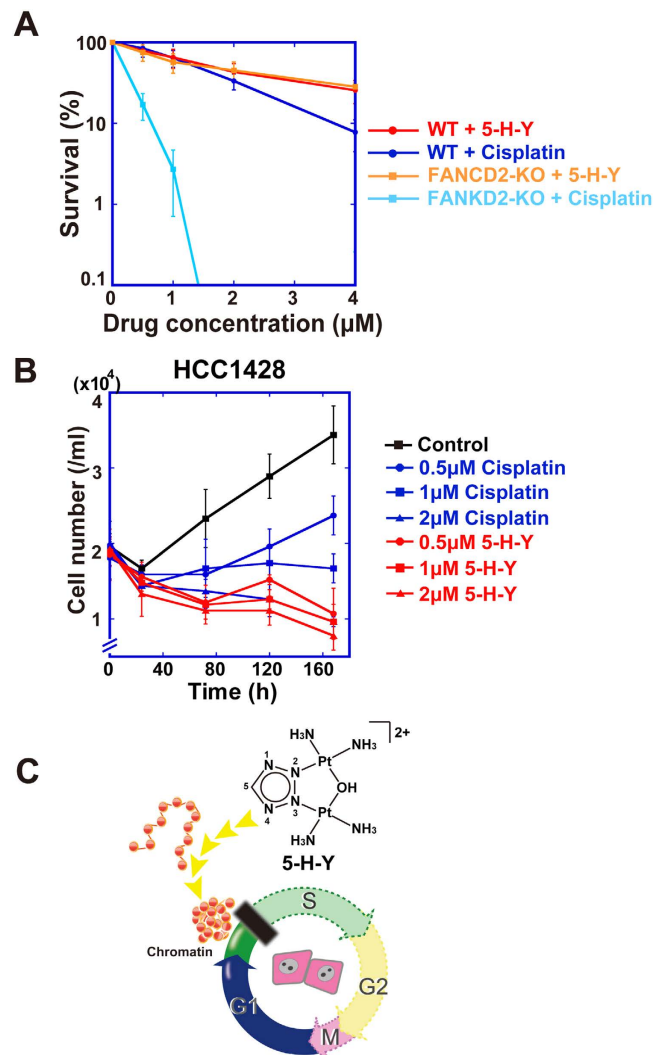 A
100
10
1
0.1
Survival (%)
0 1 2 3 4
Drug concentration (μM)
WT + 5-H-Y
WT + Cisplatin
FANCD2-KO + 5-H-Y
FANKD2-KO + Cisplatin
B
HCC1428
(x10⁴)
4
3
2
1
Cell number (/ml)
0 40 80 120 160
Time (h)
Control
0.5μM Cisplatin
1μM Cisplatin
2μM Cisplatin
0.5μM 5-H-Y
1μM 5-H-Y
2μM 5-H-Y
C
H₃N NH₃ 2+
1 2
N N Pt
5 OH
N N Pt
4 3
H₃N NH₃
5-H-Y
Chromatin
S
G2
M
G1